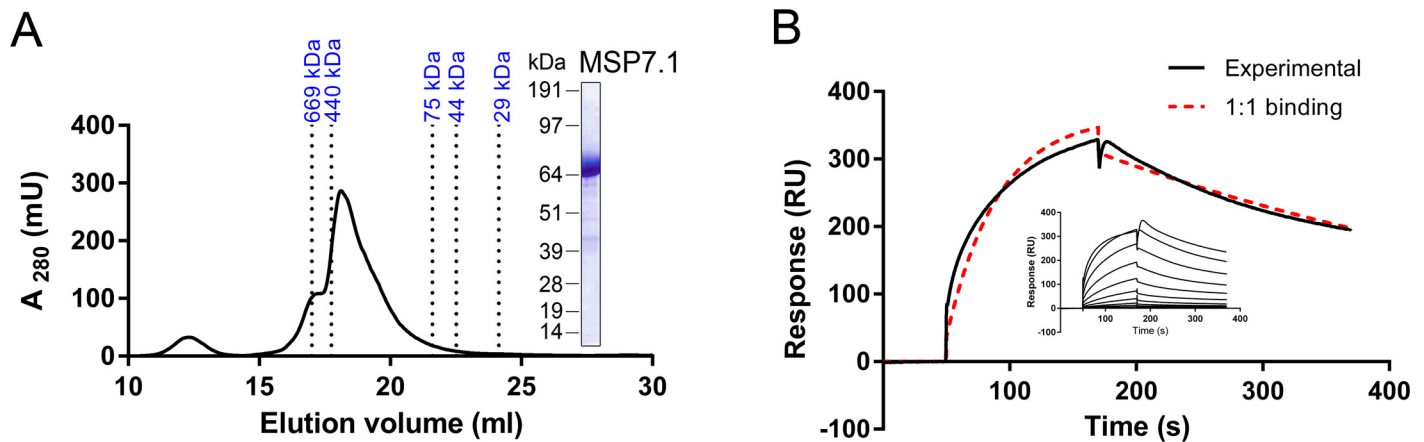 A
669 kDa
440 kDa
75 kDa
44 kDa
29 kDa
kDa MSP7.1
191
97
64
51
39
28
19
14
400
300
200
100
0
A 280 (mU)
10 15 20 25 30
Elution volume (ml)
B
Experimental
1:1 binding
400
300
200
100
0
-100
Response (RU)
100 200 300 400
Time (s)
400
300
200
100
0
-100
Response (RU)
100 200 300 400
Time (s)